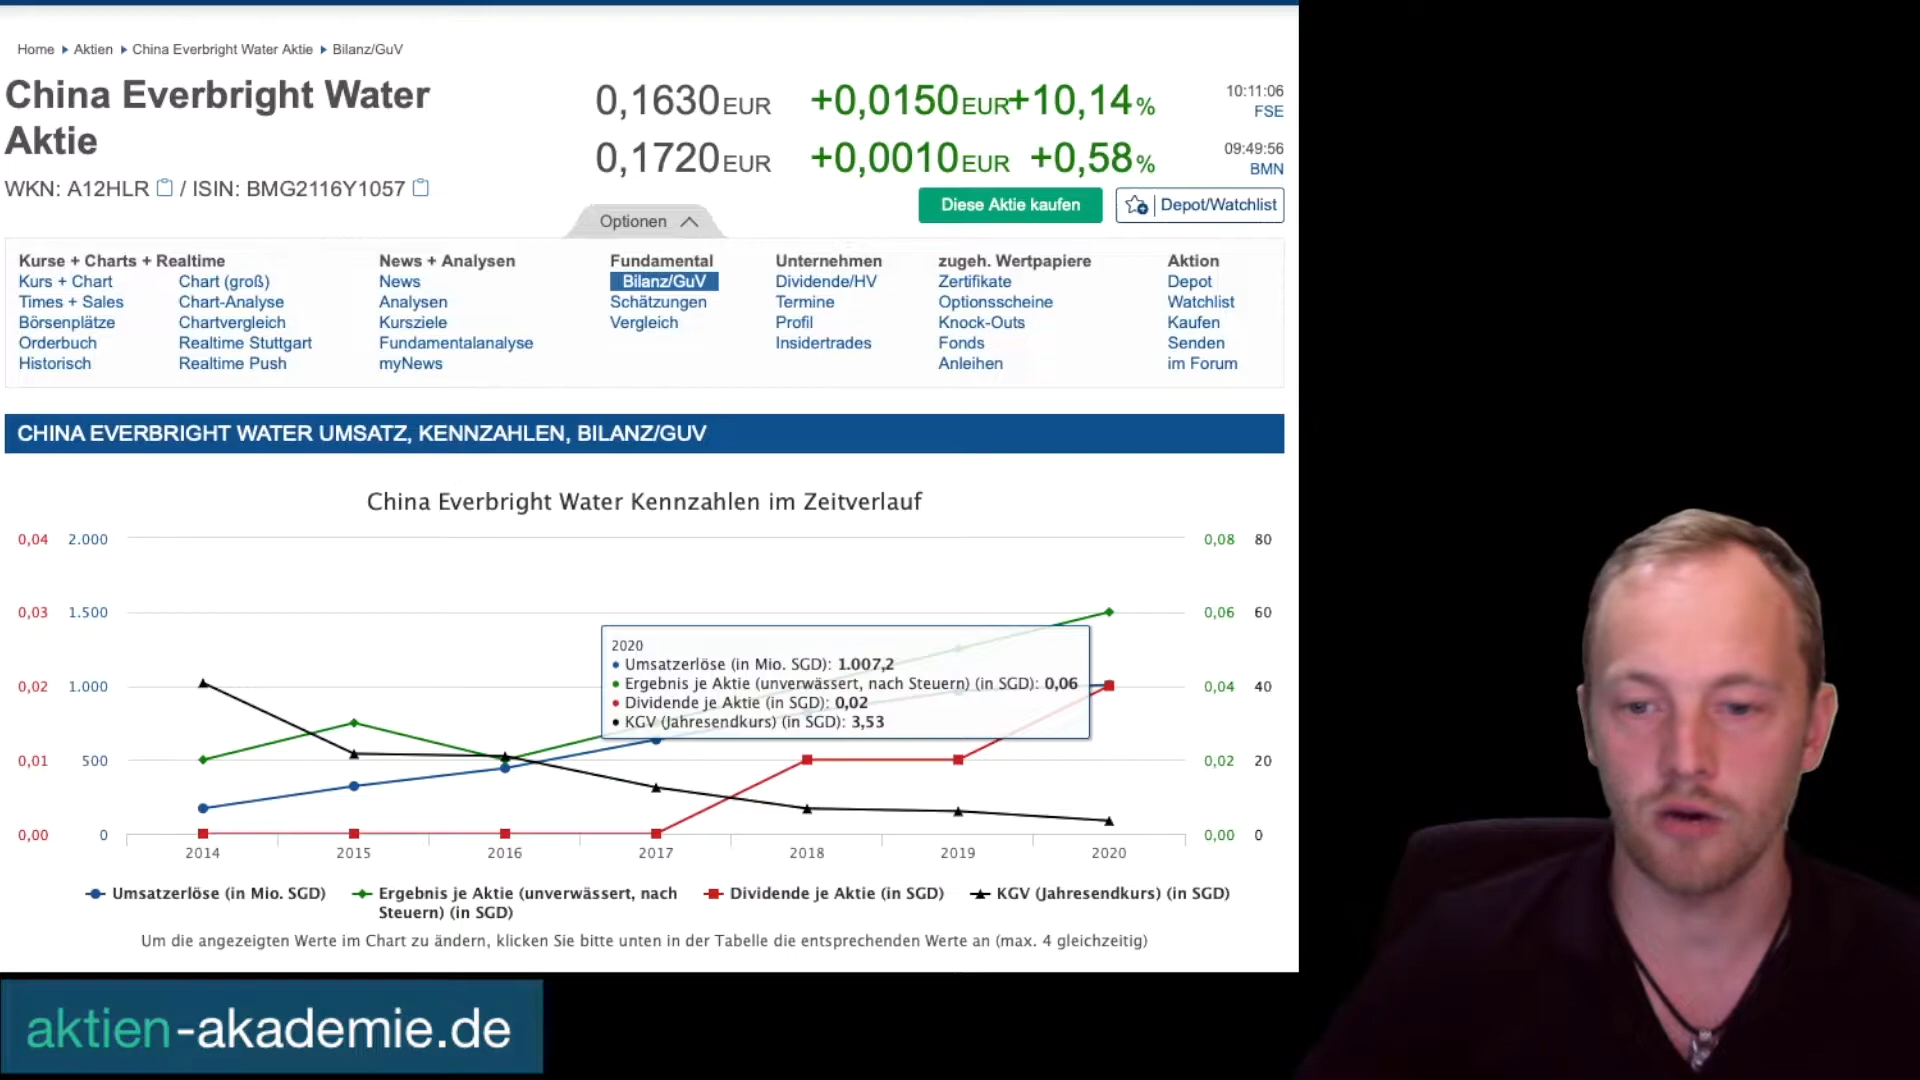 Home ▸ Aktien ▸ China Everbright Water Aktie ▸ Bilanz/GuV
China Everbright Water
Aktie
WKN: A12HLR / ISIN: BMG2116Y1057
0,1630 EUR +0,0150 EUR +10,14 % 10:11:06
FSE
0,1720 EUR +0,0010 EUR +0,58 % 09:49:56
BMN
Diese Aktie kaufen Depot/Watchlist
Optionen
Kurse + Charts + Realtime News + Analysen Fundamental Unternehmen zugeh. Wertpapiere Aktion
Kurs + Chart Chart (groß) News Bilanz/GuV Dividende/HV Zertifikate Depot
Times + Sales Chart-Analyse Analysen Schätzungen Termine Optionsscheine Watchlist
Börsenplätze Chartvergleich Kursziele Vergleich Profil Knock-Outs Kaufen
Orderbuch Realtime Stuttgart Fundamentalanalyse Insidertrades Fonds Senden
Historisch Realtime Push myNews Anleihen im Forum
CHINA EVERBRIGHT WATER UMSATZ, KENNZAHLEN, BILANZ/GUV
China Everbright Water Kennzahlen im Zeitverlauf
0,04 2.000 0,08 80
0,03 1.500 0,06 60
2020
Umsatzerlöse (in Mio. SGD): 1.007,2
Ergebnis je Aktie (unverwässert, nach Steuern) (in SGD): 0,06
0,02 1.000 0,04 40
Dividende je Aktie (in SGD): 0,02
KGV (Jahresendkurs) (in SGD): 3,53
0,01 500 0,02 20
0,00 0 0,00 0
2014 2015 2016 2017 2018 2019 2020
Umsatzerlöse (in Mio. SGD) Ergebnis je Aktie (unverwässert, nach Dividende je Aktie (in SGD) KGV (Jahresendkurs) (in SGD)
Steuern) (in SGD)
Um die angezeigten Werte im Chart zu ändern, klicken Sie bitte unten in der Tabelle die entsprechenden Werte an (max. 4 gleichzeitig)
aktien-akademie.de